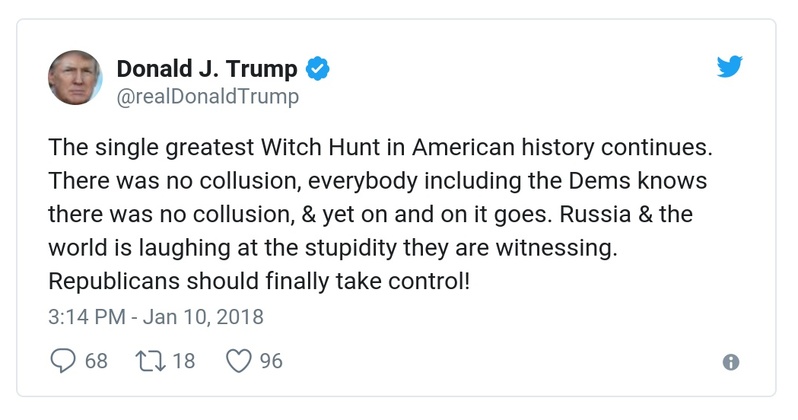 Donald J. Trump
@realDonaldTrump
The single greatest Witch Hunt in American history continues.
There was no collusion, everybody including the Dems knows
there was no collusion, & yet on and on it goes. Russia & the
world is laughing at the stupidity they are witnessing.
Republicans should finally take control!
3:14 PM - Jan 10, 2018
68 18 96